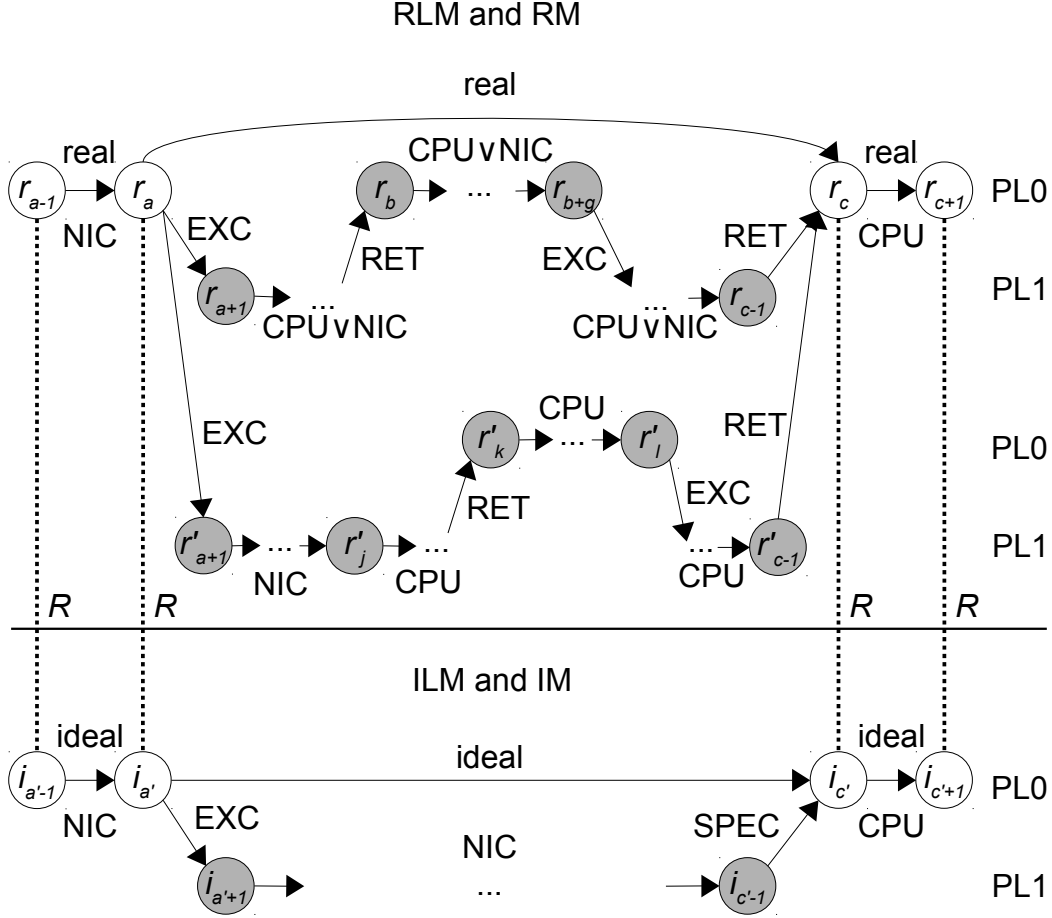 RLM and RM
real
real CPU∨NIC real
r_{a-1} r_a r_b ... r_{b+g} r_c r_{c+1} PL0
NIC EXC RET EXC RET CPU
r_{a+1} ... ... r_{c-1} PL1
CPU∨NIC CPU∨NIC
CPU
EXC r'_k ... r'_l RET PL0
RET EXC
r'_{a+1} ... r'_j ... ... r'_{c-1} PL1
NIC CPU CPU
R R R R
ILM and IM
ideal ideal ideal
i_{a'-1} i_{a'} i_{c'} i_{c'+1} PL0
NIC EXC SPEC CPU
NIC
i_{a'+1} ... i_{c'-1} PL1